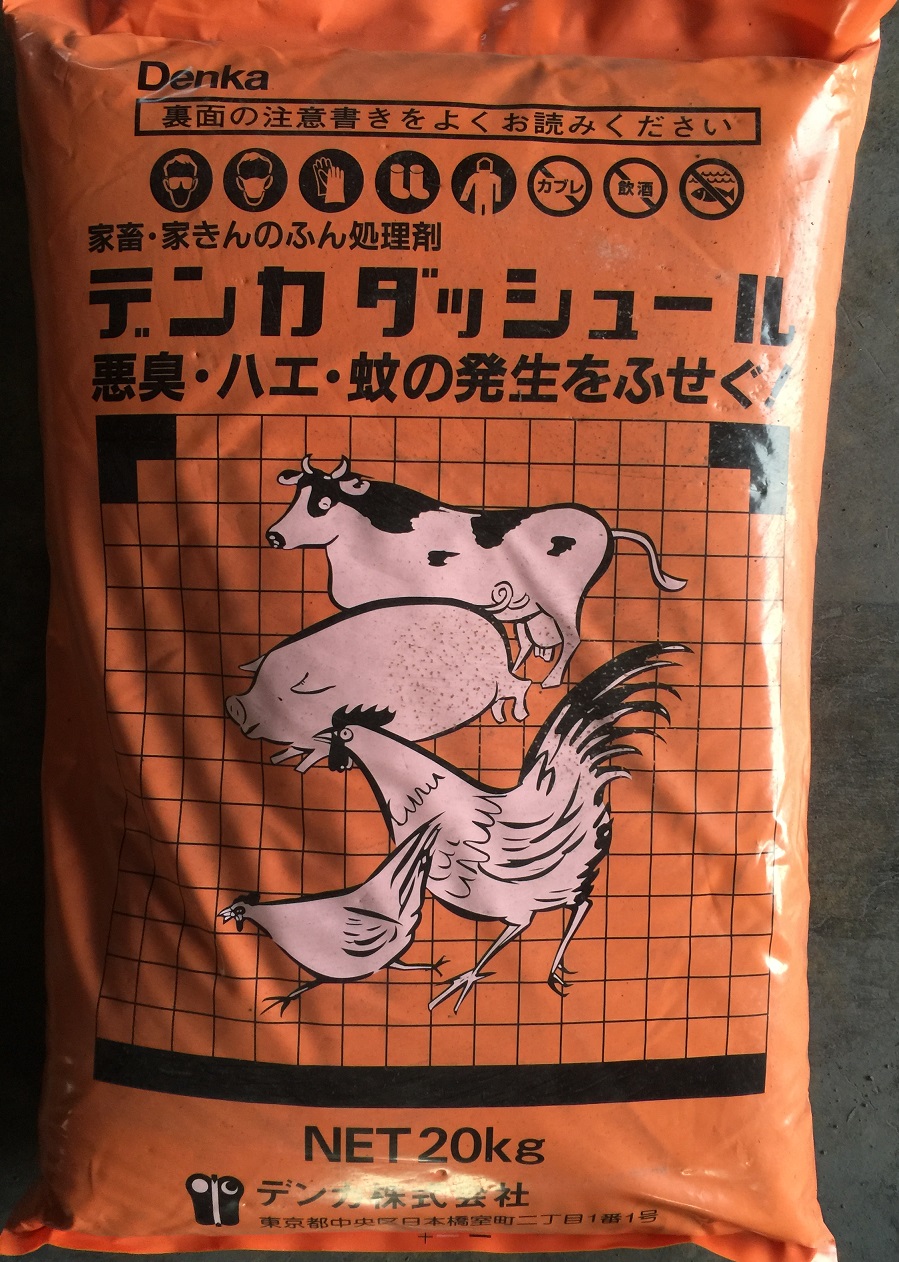 Denka
裏面の注意書きをよくお読みください
カブレ 飲酒
家畜・家きんのふん処理剤
デンカ ダッシュール
悪臭・ハエ・蚊の発生をふせぐ!
NET 20kg
デンカ株式会社
東京都中央区日本橋室町二丁目1番1号